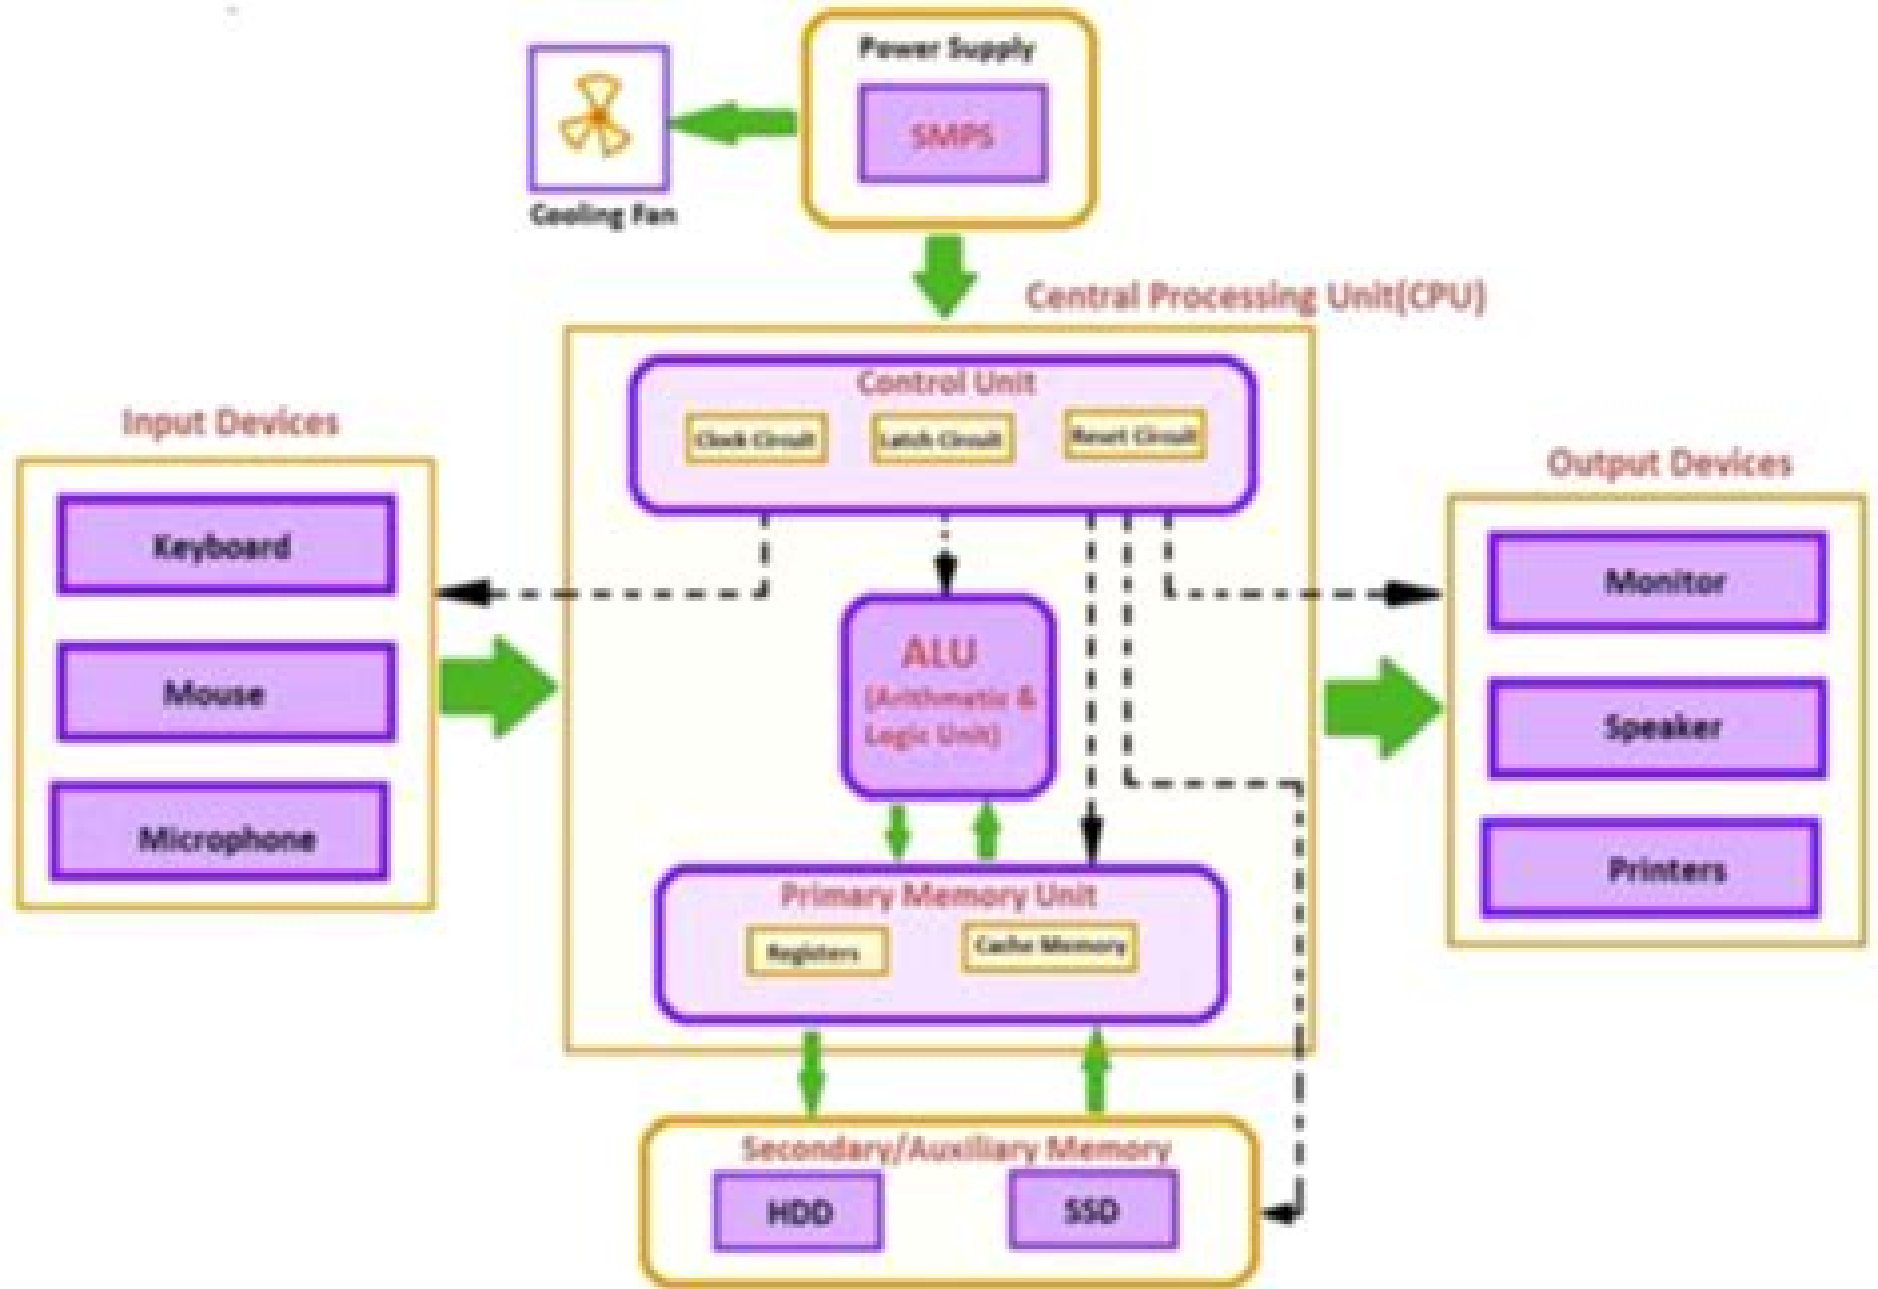 Power Supply
SMPS
Cooling Fan
Central Processing Unit(CPU)
Control Unit
Clock Circuit
Latch Circuit
Reset Circuit
Input Devices
Keyboard
Mouse
Microphone
ALU
(Arithmatic &
Logic Unit)
Output Devices
Monitor
Speaker
Printers
Primary Memory Unit
Registers
Cache Memory
Secondary/Auxiliary Memory
HDD
SSD